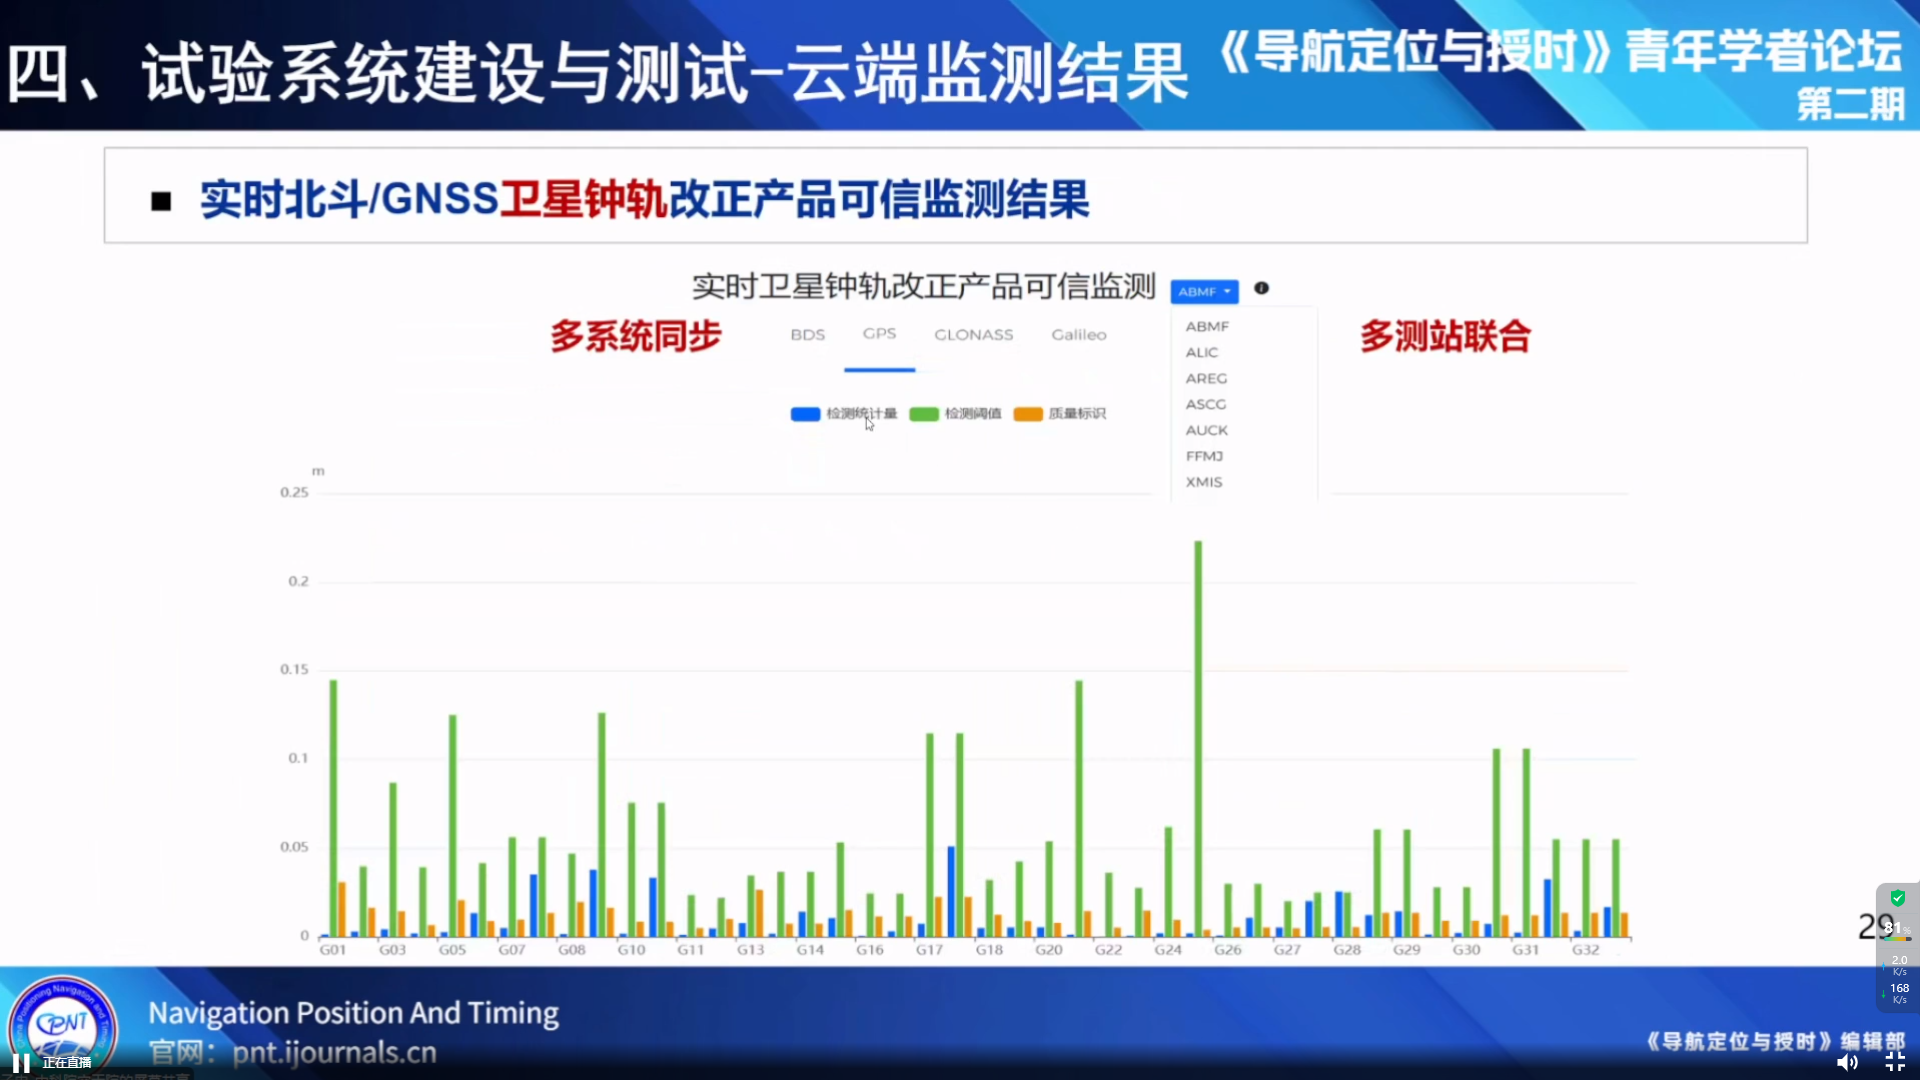 四、试验系统建设与测试-云端监测结果
《导航定位与授时》青年学者论坛
第二期
■ 实时北斗/GNSS卫星钟轨改正产品可信监测结果
实时卫星钟轨改正产品可信监测
ABMF
多系统同步
BDS GPS GLONASS Galileo
多测站联合
ABMF
ALIC
AREG
ASCG
AUCK
FFMJ
XMIS
检测统计量 检测阈值 质量标识
m
0.25
0.2
0.15
0.1
0.05
0
G01 G03 G05 G07 G08 G10 G11 G13 G14 G16 G17 G18 G20 G22 G24 G26 G27 G28 G29 G30 G31 G32
29
81%
2.0
K/s
168
K/s
CPNT
Navigation Position And Timing
官网：pnt.ijournals.cn
正在直播
《导航定位与授时》编辑部